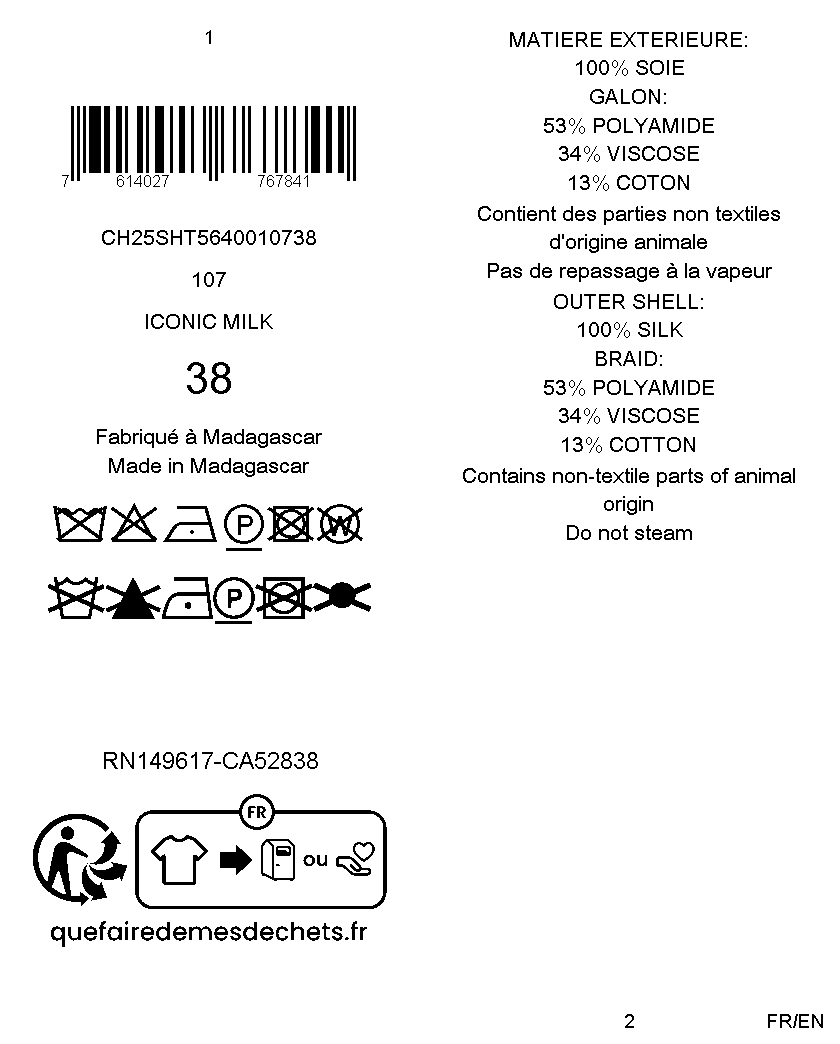 1
7 614027 767841
CH25SHT5640010738
107
ICONIC MILK
38
Fabriqué à Madagascar
Made in Madagascar
P W
P
RN149617-CA52838
FR
ou
quefairedemesdechets.fr
MATIERE EXTERIEURE:
100% SOIE
GALON:
53% POLYAMIDE
34% VISCOSE
13% COTON
Contient des parties non textiles
d'origine animale
Pas de repassage à la vapeur
OUTER SHELL:
100% SILK
BRAID:
53% POLYAMIDE
34% VISCOSE
13% COTTON
Contains non-textile parts of animal
origin
Do not steam
2
FR/EN